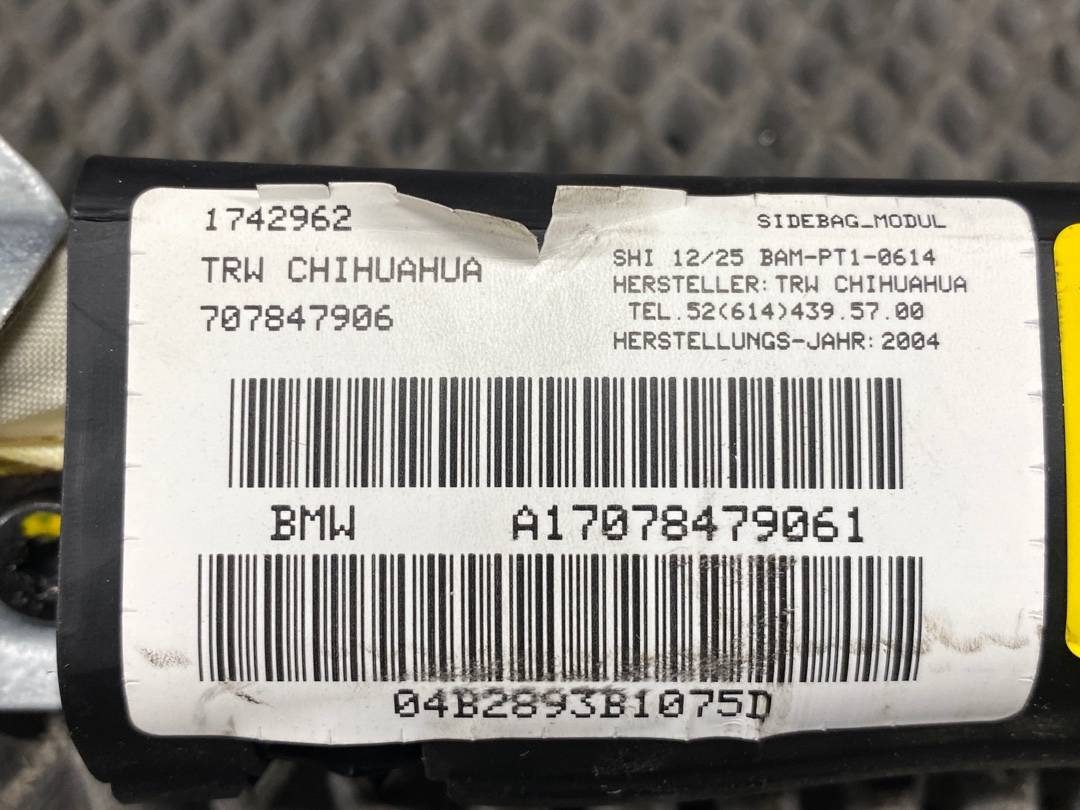 1742962
TRW CHIHUAHUA
707847906
SIDEBAG_MODUL
SHI 12/25 BAM-PT1-0614
HERSTELLER: TRW CHIHUAHUA
TEL.52(614)439.57.00
HERSTELLUNGS-JAHR: 2004
BMW A17078479061
04B2893B1075D